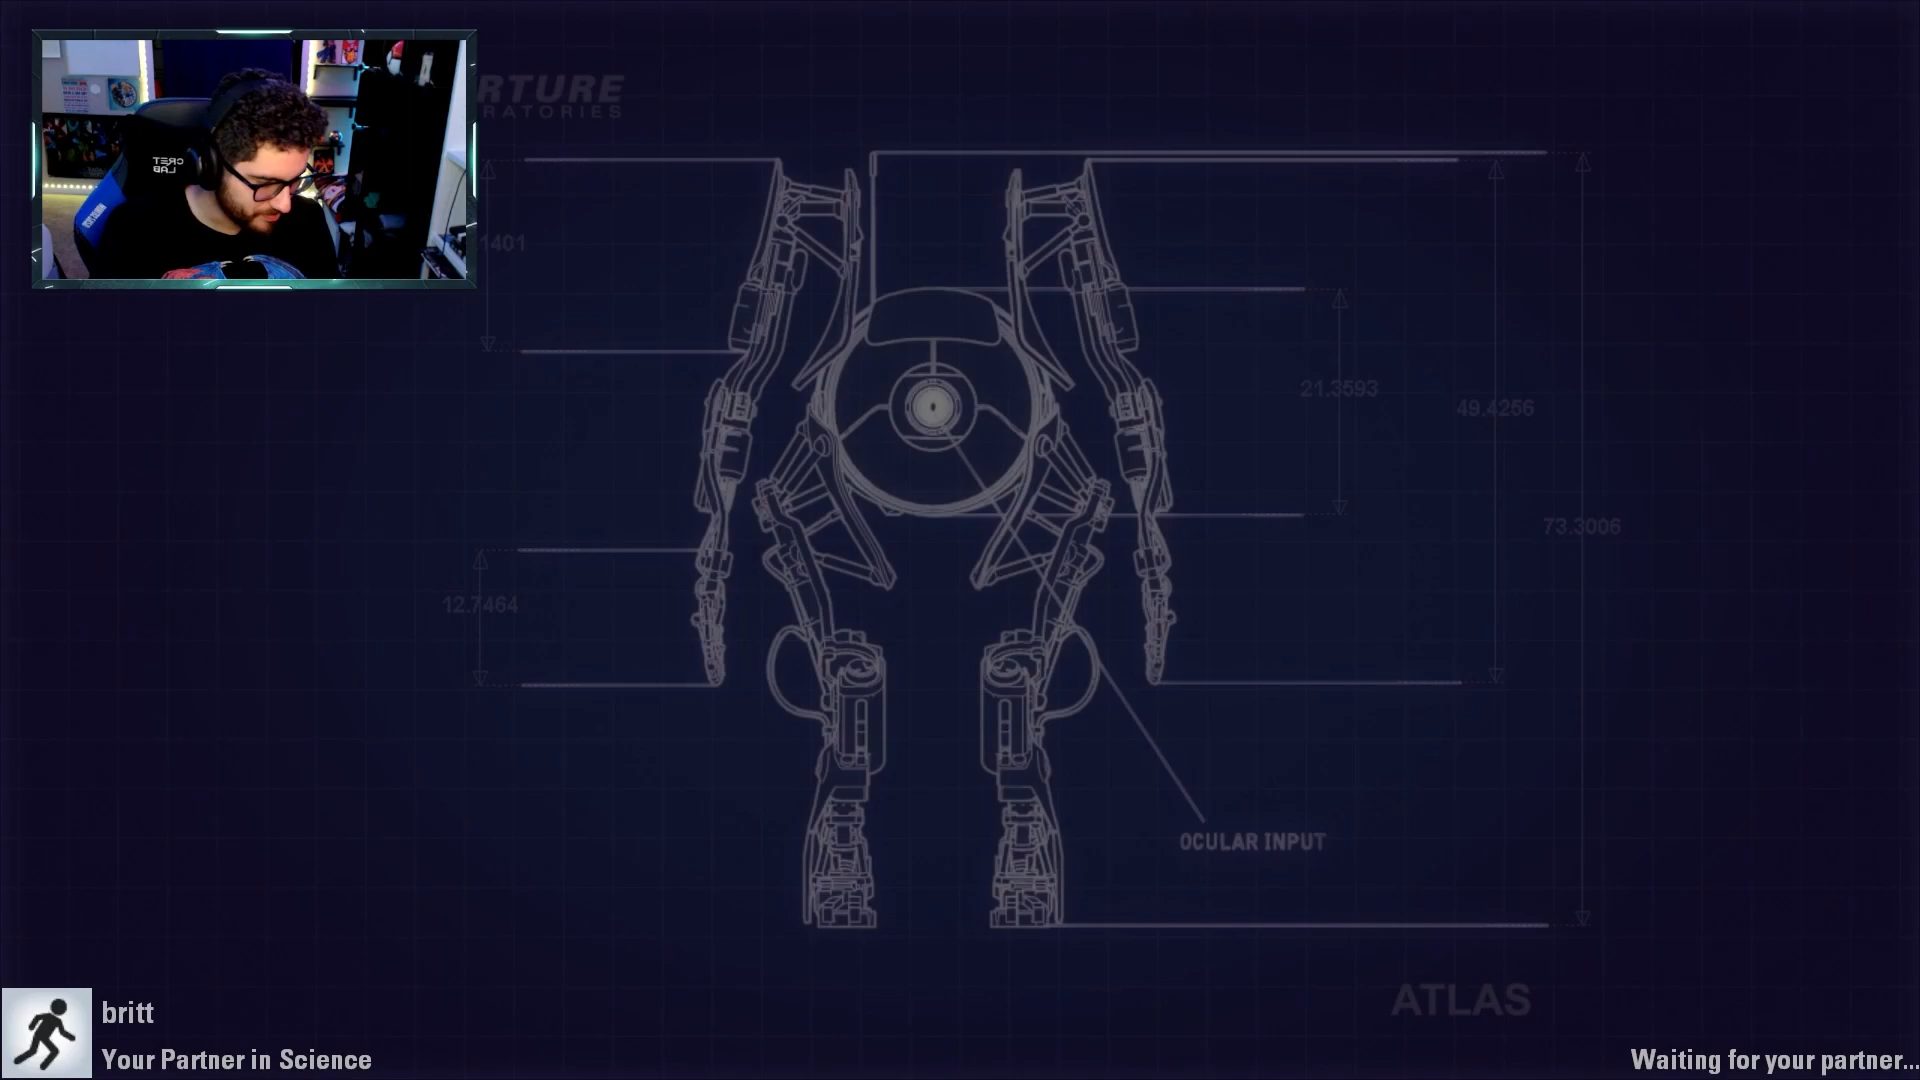 RTURE
RATORIES
1401
21.3593
49.4256
73.3006
12.7464
OCULAR INPUT
ATLAS
britt
Your Partner in Science
Waiting for your partner...